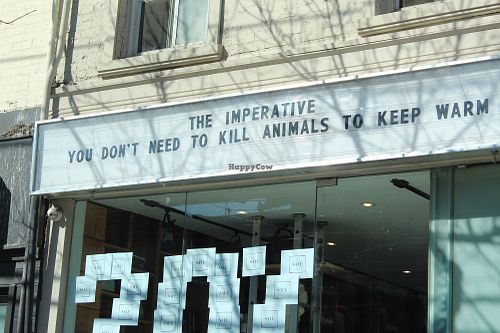 THE IMPERATIVE
YOU DON'T NEED TO KILL ANIMALS TO KEEP WARM
HappyCow